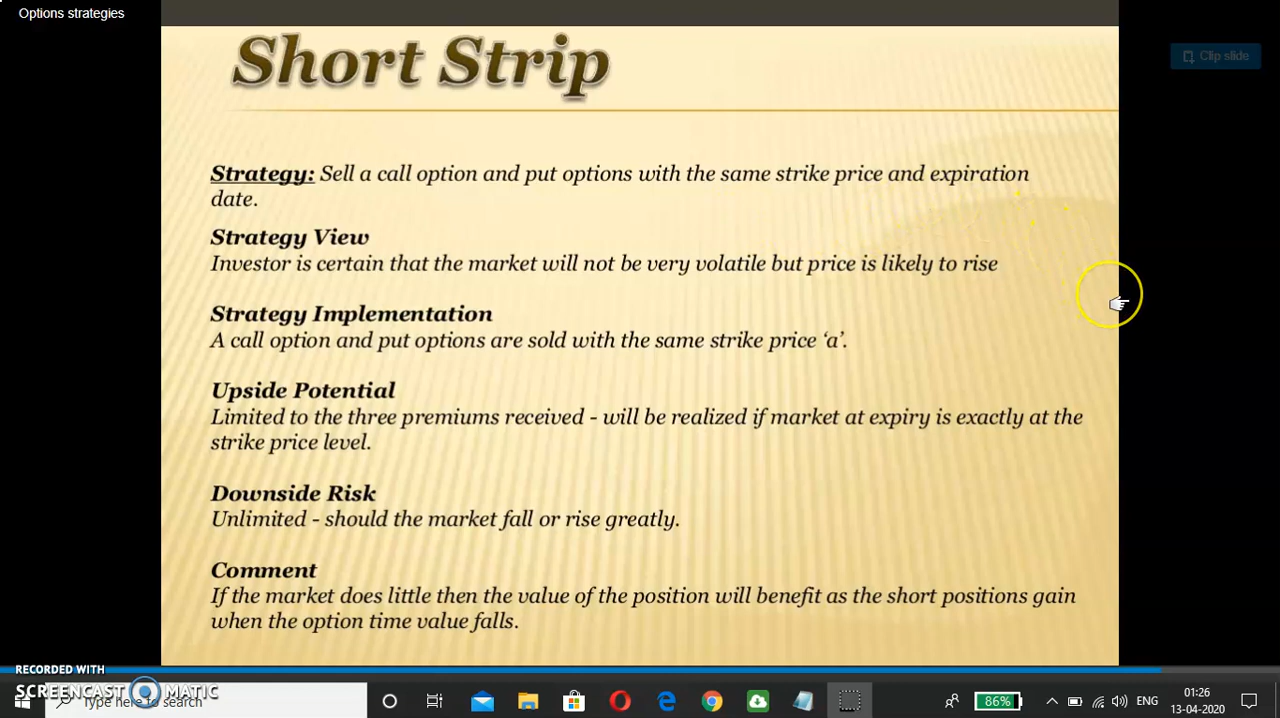 Options strategies
Short Strip
Clip slide
Strategy: Sell a call option and put options with the same strike price and expiration
date.
Strategy View
Investor is certain that the market will not be very volatile but price is likely to rise
Strategy Implementation
A call option and put options are sold with the same strike price ‘a’.
Upside Potential
Limited to the three premiums received - will be realized if market at expiry is exactly at the
strike price level.
Downside Risk
Unlimited - should the market fall or rise greatly.
Comment
If the market does little then the value of the position will benefit as the short positions gain
when the option time value falls.
RECORDED WITH
SCREENCAST MATIC
Type here to search
86%
ENG
01:26
13-04-2020